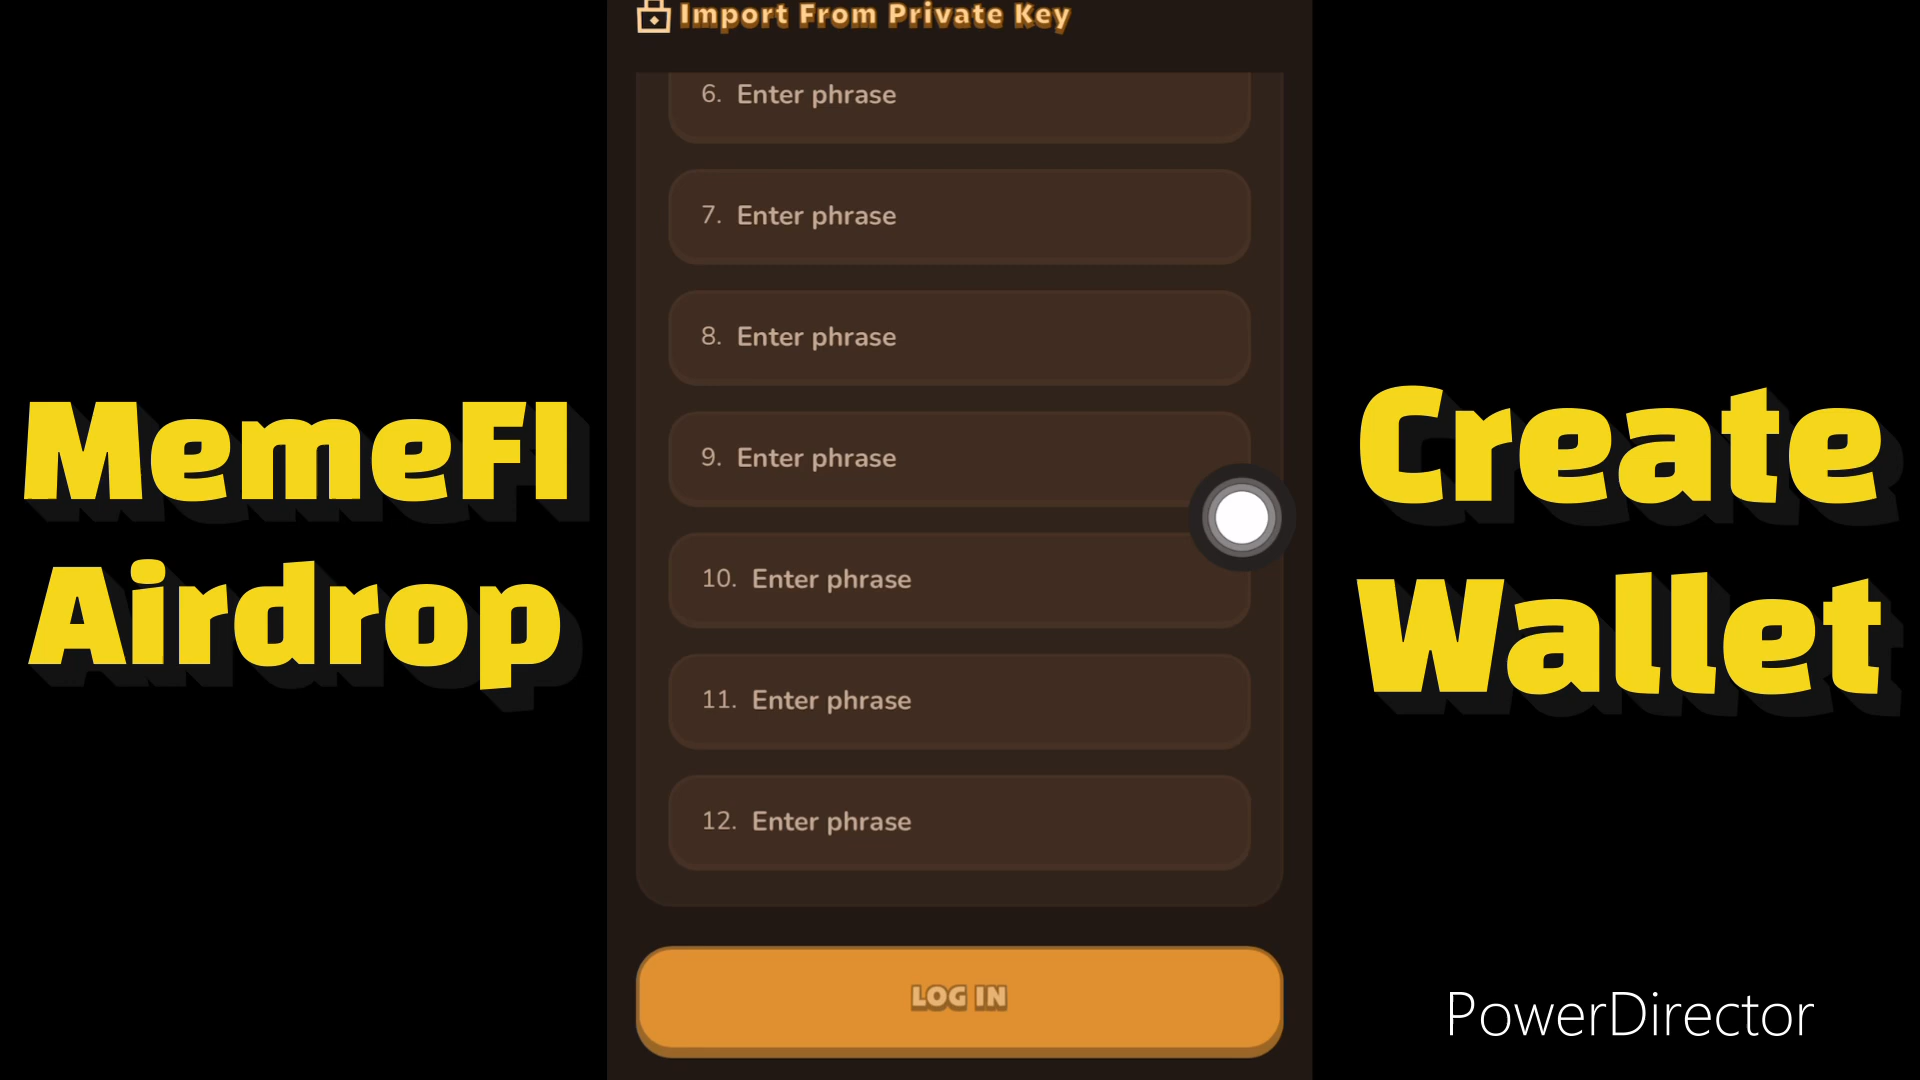 Import From Private Key
6. Enter phrase
7. Enter phrase
8. Enter phrase
9. Enter phrase
10. Enter phrase
11. Enter phrase
12. Enter phrase
LOG IN
MemeFI
Airdrop
Create
Wallet
PowerDirector